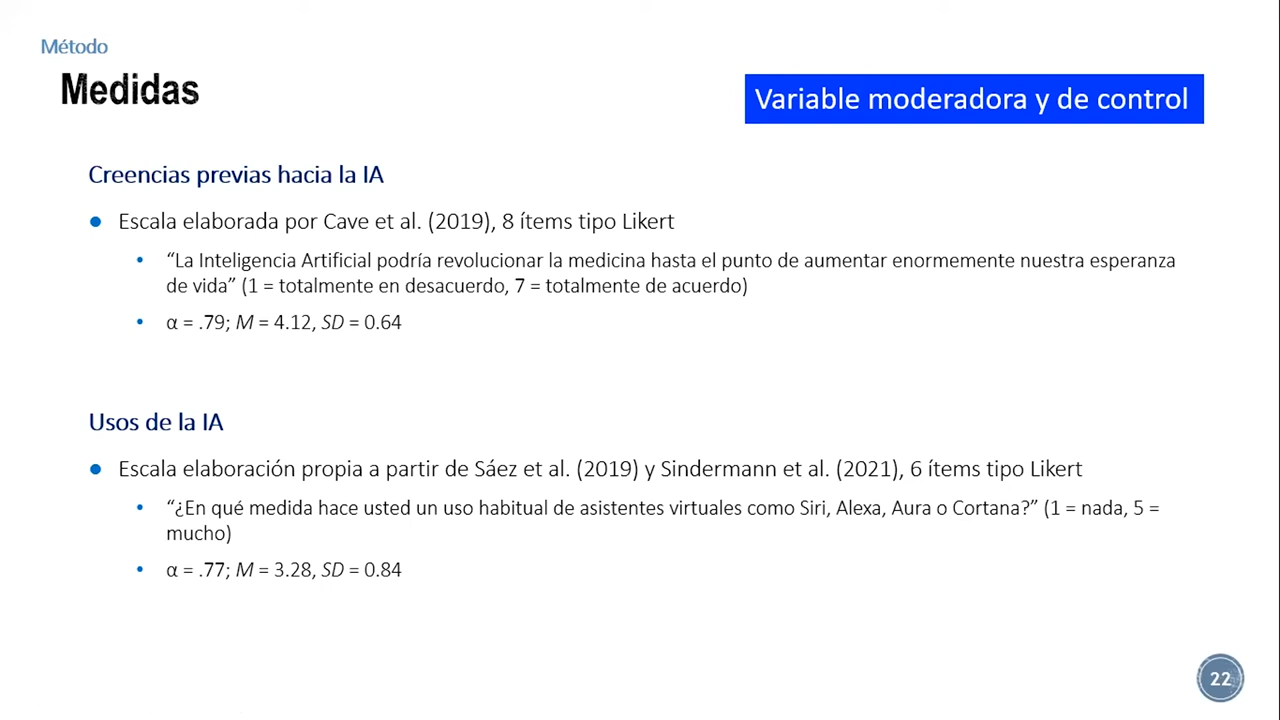 Método
Medidas
Variable moderadora y de control
Creencias previas hacia la IA
● Escala elaborada por Cave et al. (2019), 8 ítems tipo Likert
• “La Inteligencia Artificial podría revolucionar la medicina hasta el punto de aumentar enormemente nuestra esperanza
de vida” (1 = totalmente en desacuerdo, 7 = totalmente de acuerdo)
• α = .79; M = 4.12, SD = 0.64
Usos de la IA
● Escala elaboración propia a partir de Sáez et al. (2019) y Sindermann et al. (2021), 6 ítems tipo Likert
• “¿En qué medida hace usted un uso habitual de asistentes virtuales como Siri, Alexa, Aura o Cortana?” (1 = nada, 5 =
mucho)
• α = .77; M = 3.28, SD = 0.84
22